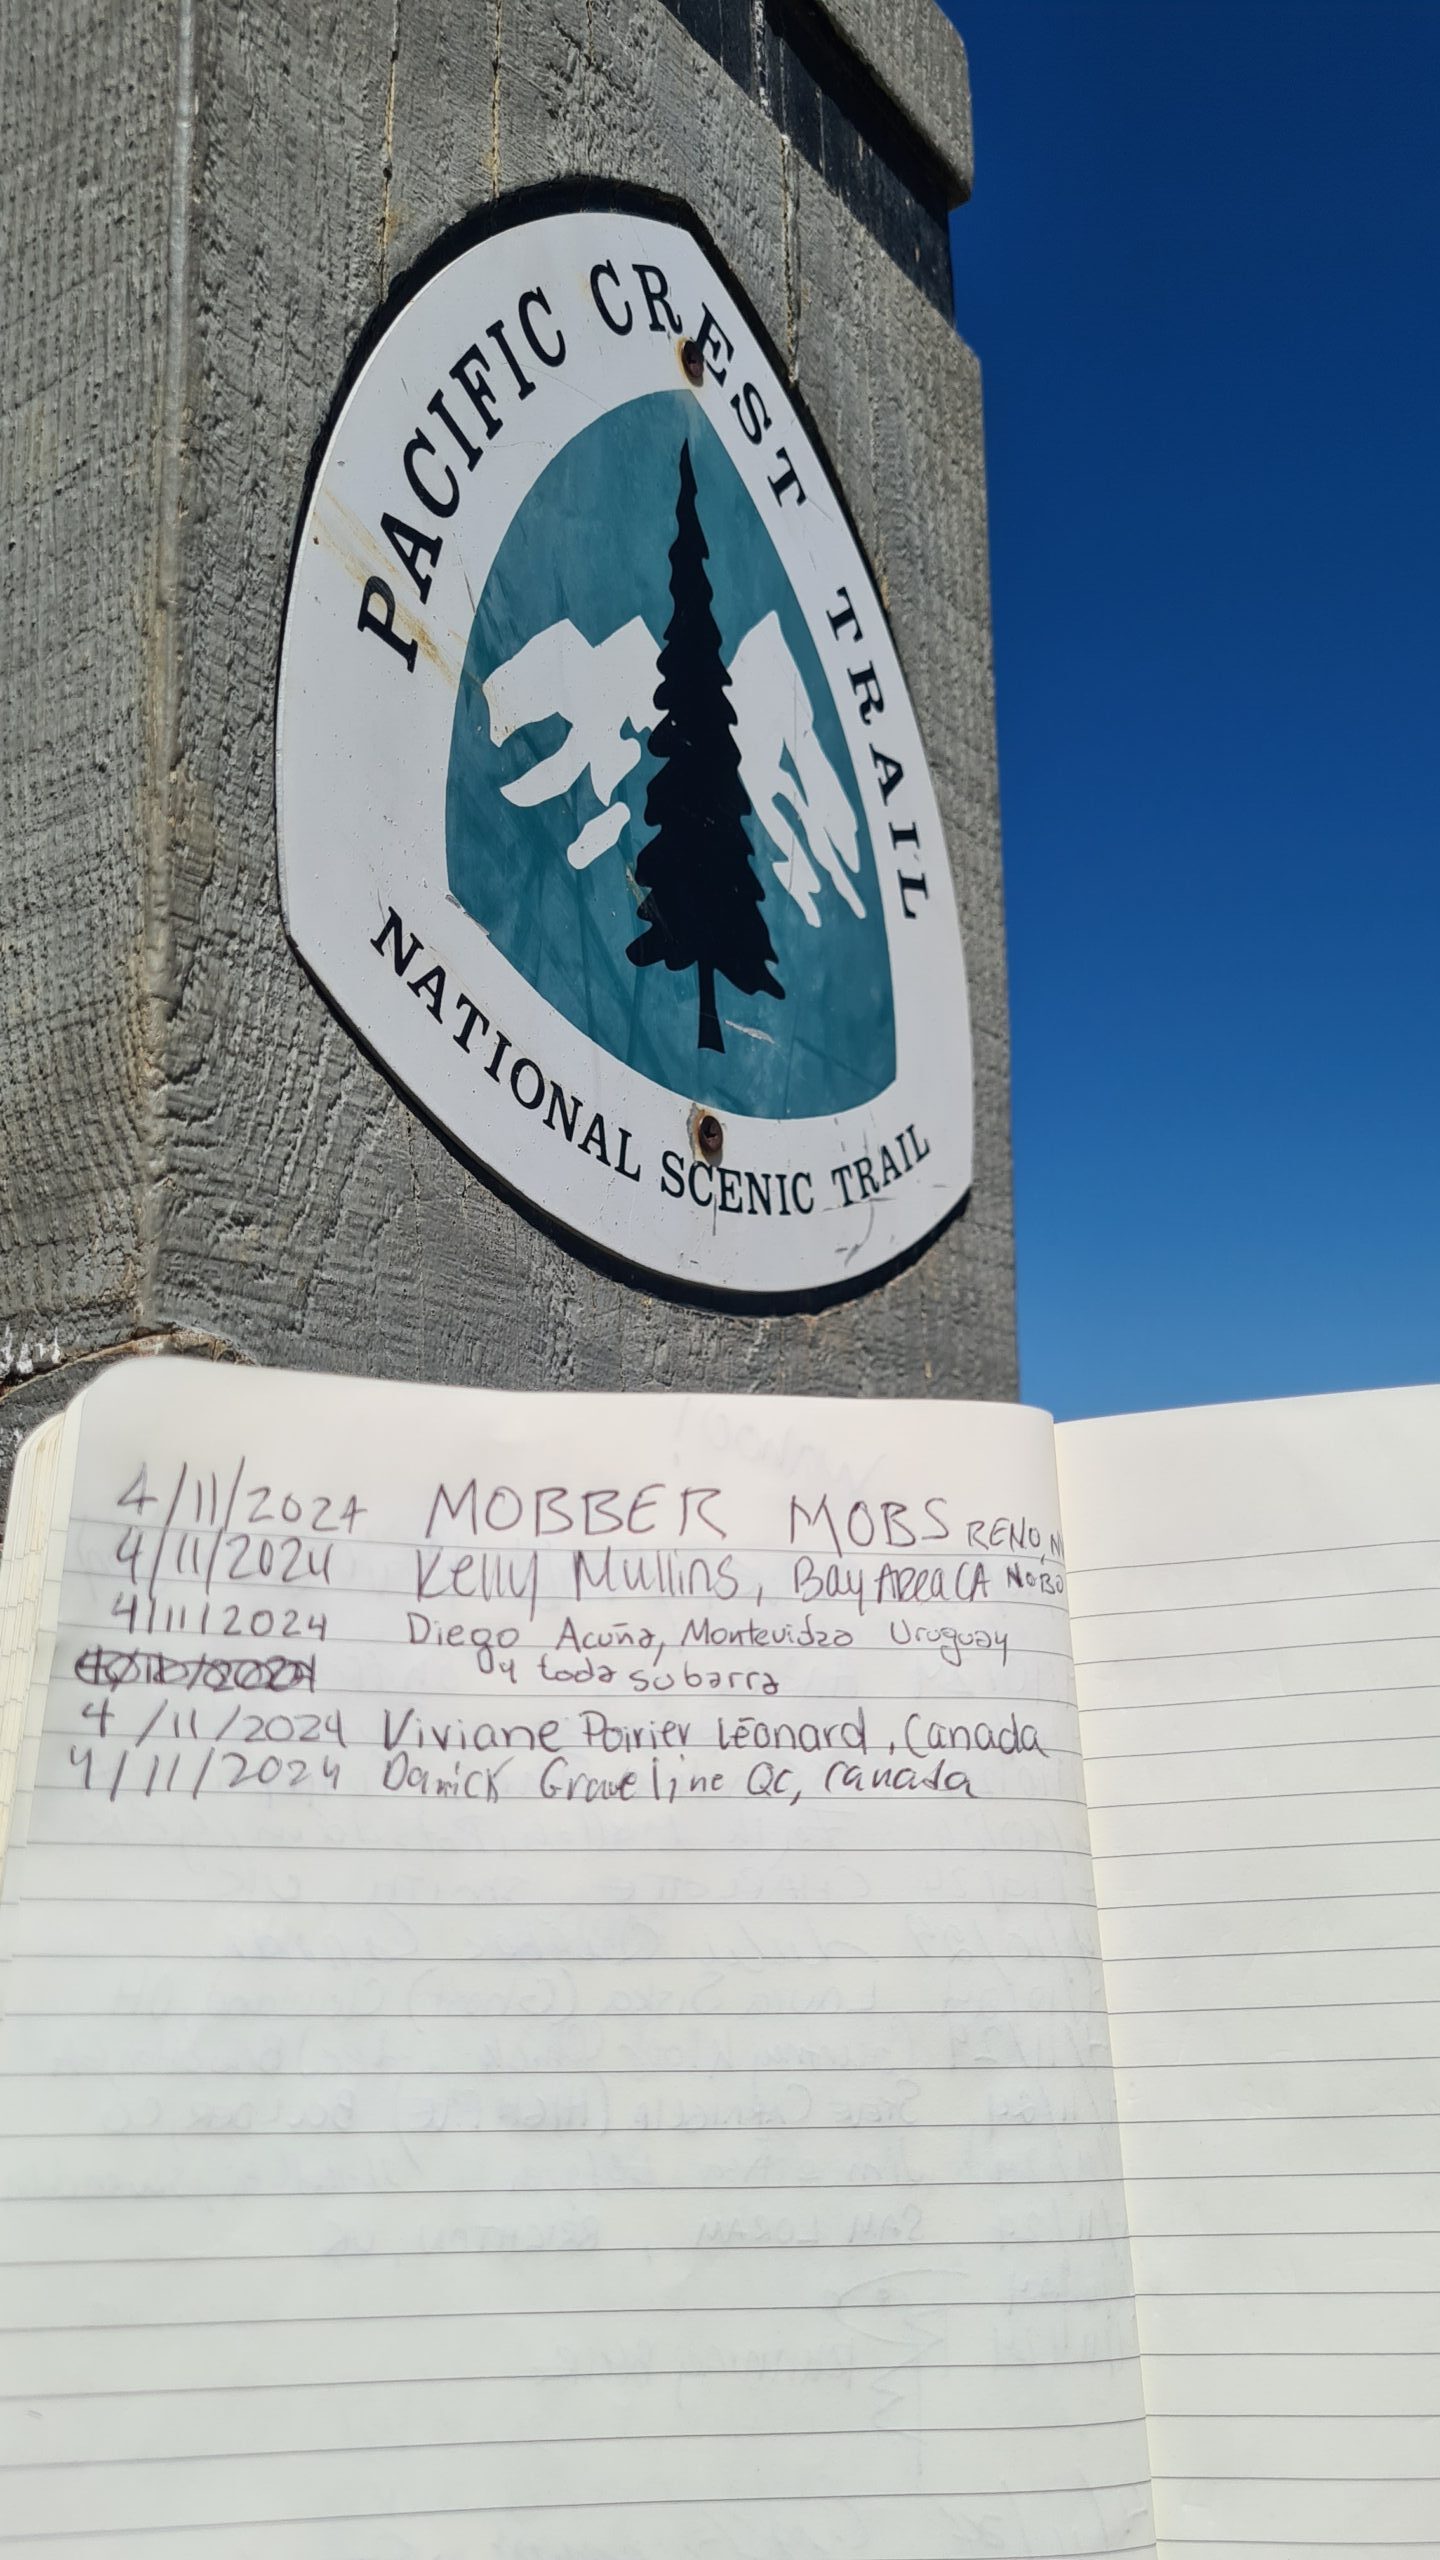 PACIFIC CREST TRAIL
NATIONAL SCENIC TRAIL
4/11/2024 MOBBER MOBS RENO, N
4/11/2024 Kelly Mullins, Bay Area CA NOBO
4/11/2024 Diego Acuña, Montevideo Uruguay
y toda su barra
4/11/2024 Viviane Poirier Léonard, Canada
4/11/2024 Danick Graveline QC, Canada